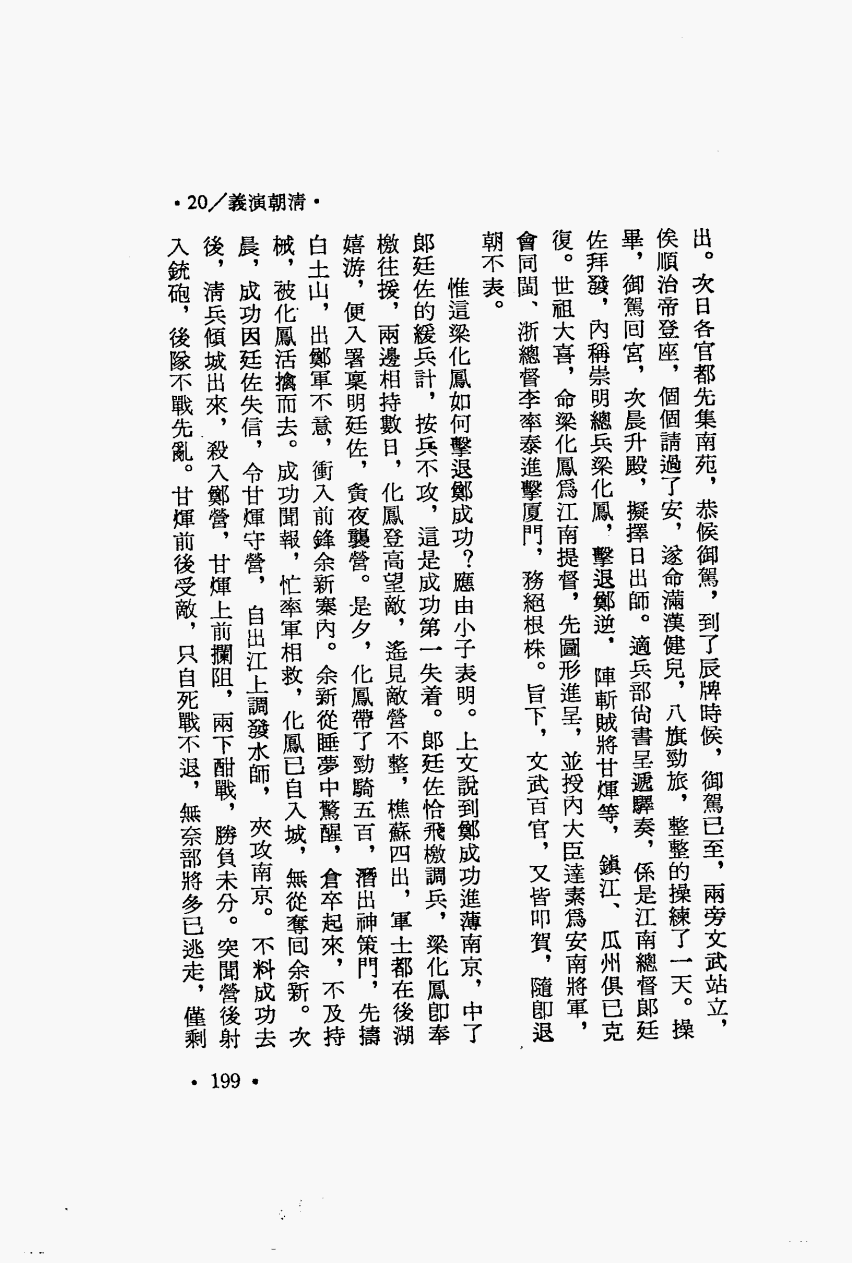 ·20／義演朝清·
出。次日各官都先集南苑，恭候御駕，到了辰牌時候，御駕已至，兩旁文武站立，
俟順治帝登座，個個請過了安，遂命滿漢健兒，八旗勁旅，整整的操練了一天。操
畢，御駕回宮，次晨升殿，擬擇日出師。適兵部尚書呈遞驛奏，係是江南總督郎廷
佐拜發，內稱崇明總兵梁化鳳，擊退鄭逆，陣斬賊將甘煇等，鎮江、瓜州俱已克
復。世祖大喜，命梁化鳳爲江南提督，先圖形進呈，並授內大臣達素爲安南將軍，
會同閩、浙總督李率泰進擊厦門，務絕根株。旨下，文武百官，又皆叩賀，隨即退
朝不表。
惟這梁化鳳如何擊退鄭成功？應由小子表明。上文說到鄭成功進薄南京，中了
郎廷佐的緩兵計，按兵不攻，這是成功第一失着。郎廷佐恰飛檄調兵，梁化鳳即奉
檄往援，兩邊相持數日，化鳳登高望敵，遙見敵營不整，樵蘇四出，軍士都在後湖
嬉游，便入署稟明廷佐，夤夜襲營。是夕，化鳳帶了勁騎五百，潛出神策門，先擣
白土山，出鄭軍不意，衝入前鋒余新寨內。余新從睡夢中驚醒，倉卒起來，不及持
械，被化鳳活擒而去。成功聞報，忙率軍相救，化鳳已自入城，無從奪回余新。次
晨，成功因廷佐失信，令甘煇守營，自出江上調發水師，夾攻南京。不料成功去
後，清兵傾城出來，殺入鄭營，甘煇上前攔阻，兩下酣戰，勝負未分。突聞營後射
入銃砲，後隊不戰先亂。甘煇前後受敵，只自死戰不退，無奈部將多已逃走，僅剩
·199·